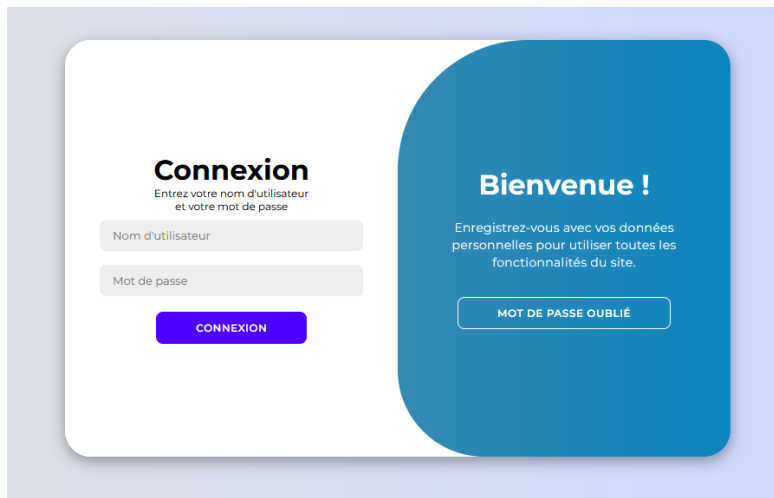 Connexion
Entrez votre nom d'utilisateur
et votre mot de passe
Nom d'utilisateur
Mot de passe
CONNEXION
Bienvenue !
Enregistrez-vous avec vos données
personnelles pour utiliser toutes les
fonctionnalités du site.
MOT DE PASSE OUBLIÉ